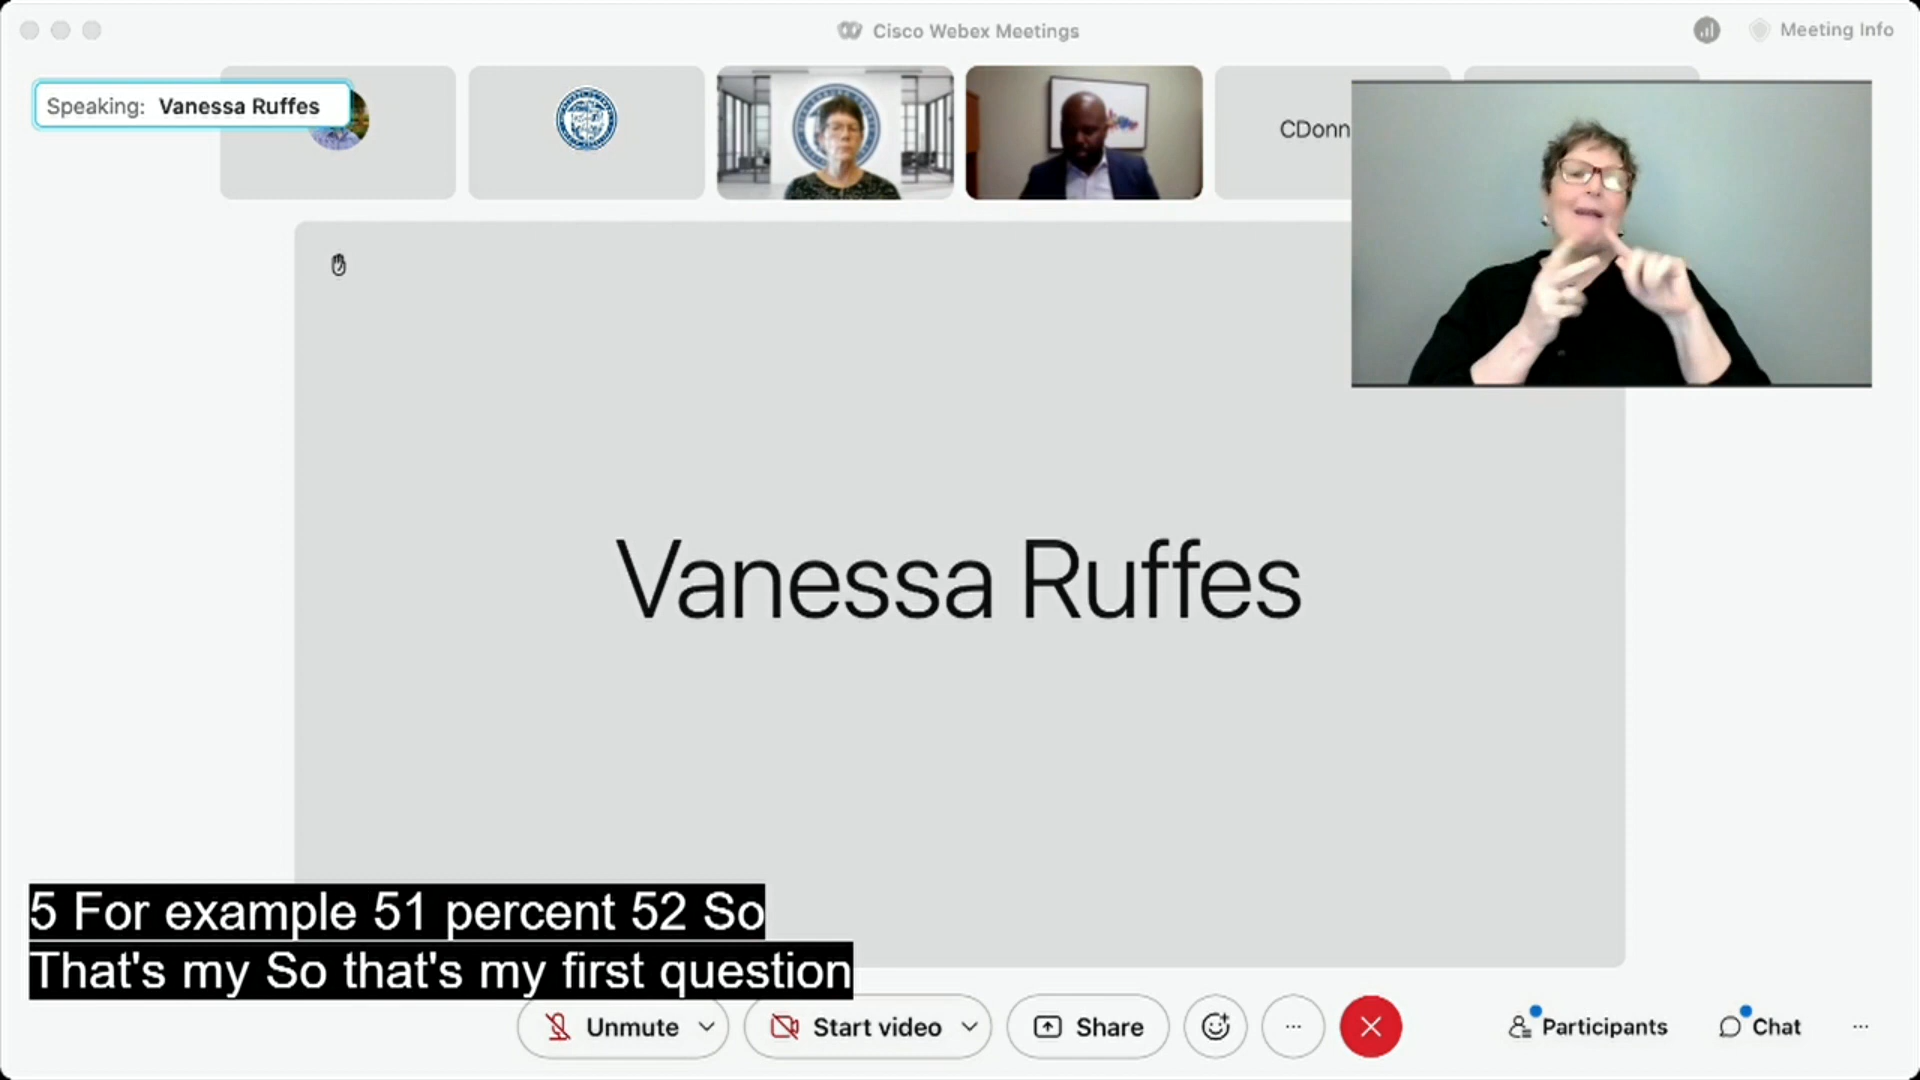 Cisco Webex Meetings
Meeting Info
Speaking: Vanessa Ruffes
CDonn
Vanessa Ruffes
5 For example 51 percent 52 So
That's my So that's my first question
Unmute
Start video
Share
Participants
Chat